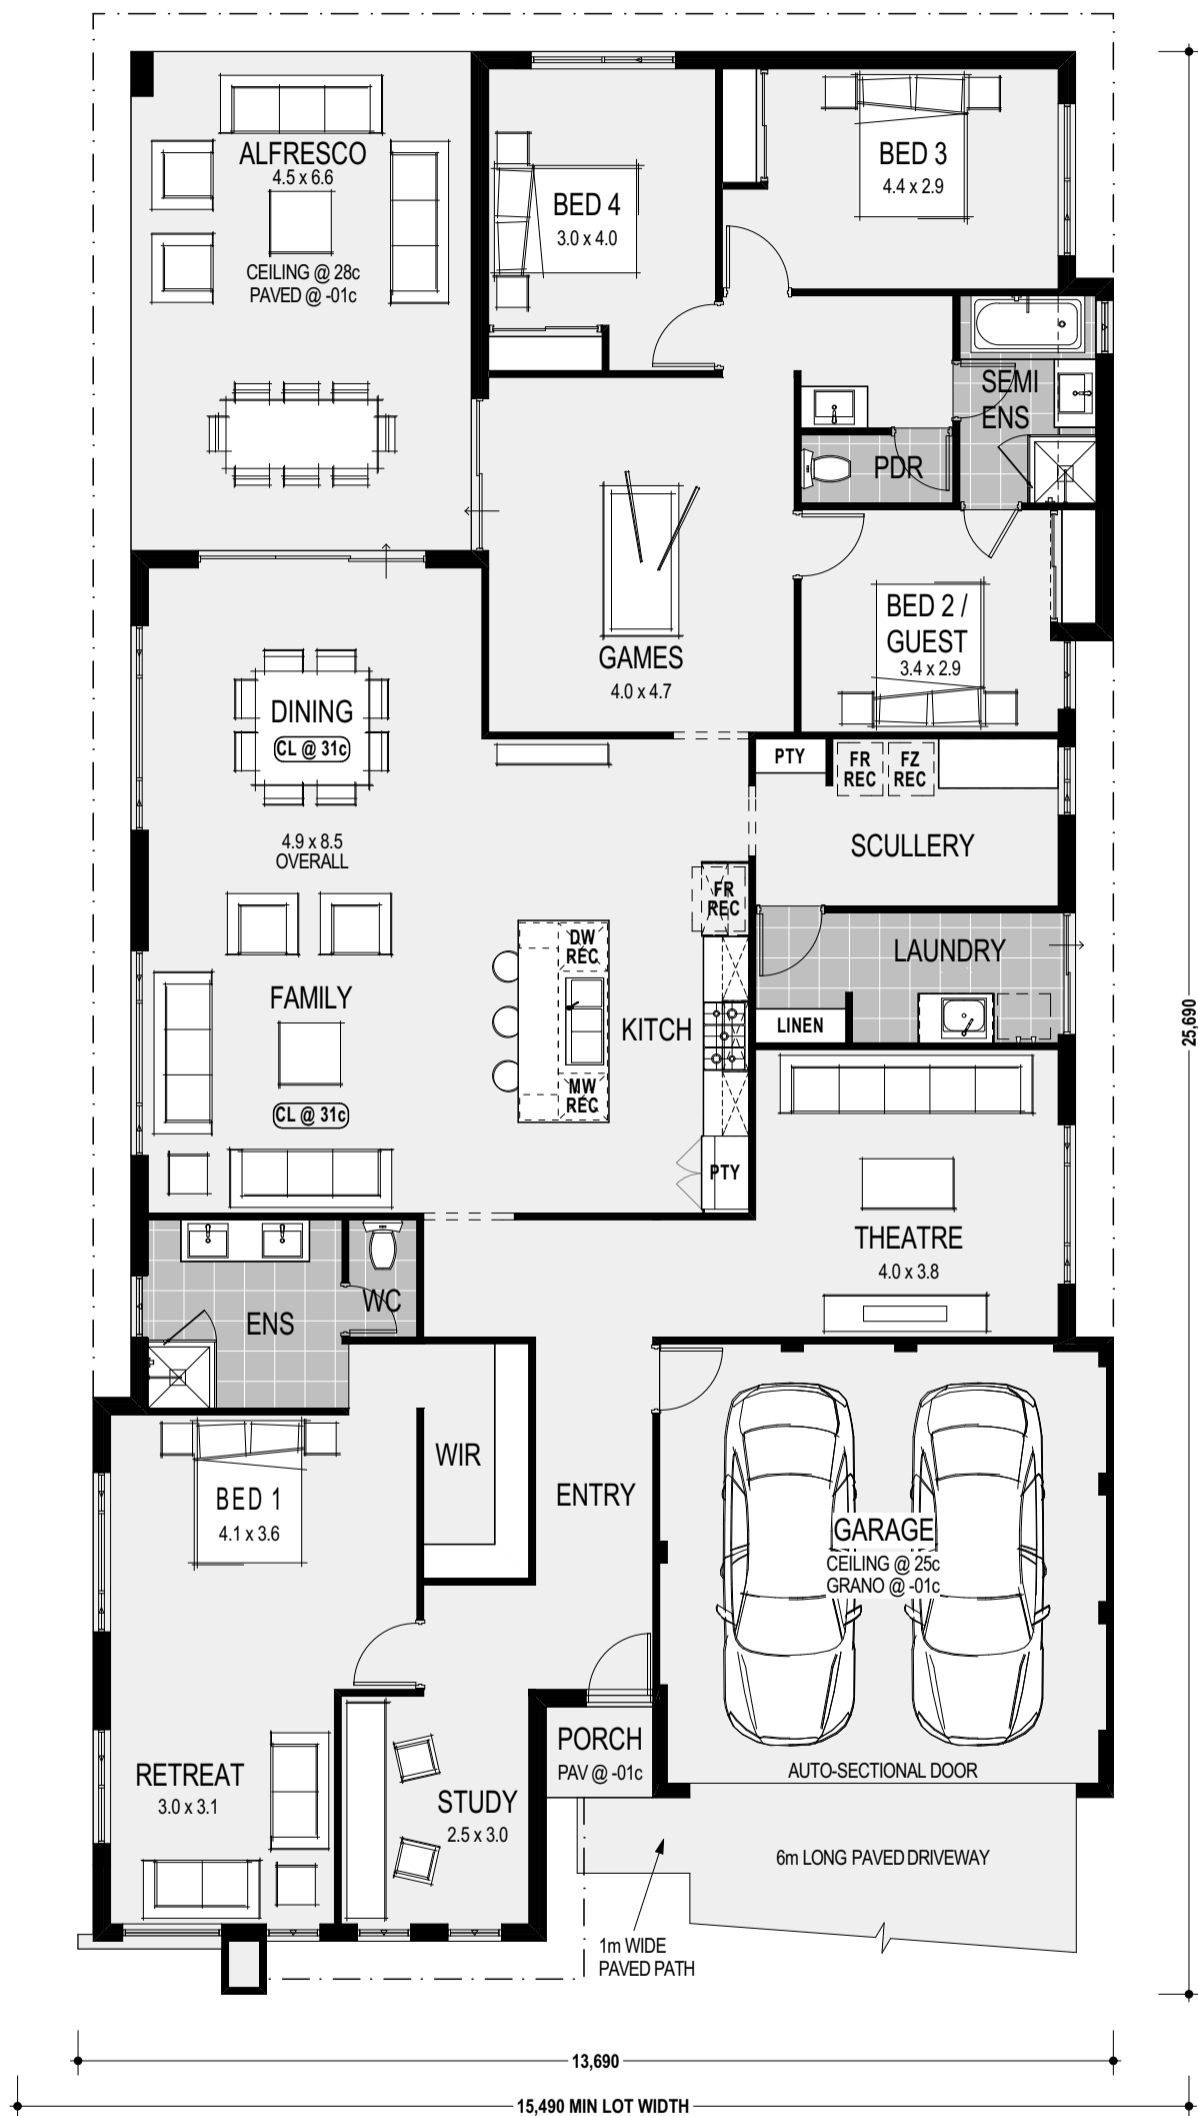 ALFRESCO
4.5 x 6.6
CEILING @ 28c
PAVED @ -01c
BED 4
3.0 x 4.0
BED 3
4.4 x 2.9
SEMI
ENS
PDR
BED 2 /
GUEST
3.4 x 2.9
GAMES
4.0 x 4.7
DINING
CL @ 31c
4.9 x 8.5
OVERALL
PTY
FR
REC
FZ
REC
SCULLERY
FR
REC
DW
REC
LAUNDRY
LINEN
FAMILY
CL @ 31c
KITCH
MW
REC
PTY
THEATRE
4.0 x 3.8
ENS
WC
WIR
BED 1
4.1 x 3.6
ENTRY
GARAGE
CEILING @ 25c
GRANO @ -01c
AUTO-SECTIONAL DOOR
PORCH
PAV @ -01c
RETREAT
3.0 x 3.1
STUDY
2.5 x 3.0
6m LONG PAVED DRIVEWAY
1m WIDE
PAVED PATH
25,690
13,690
15,490 MIN LOT WIDTH